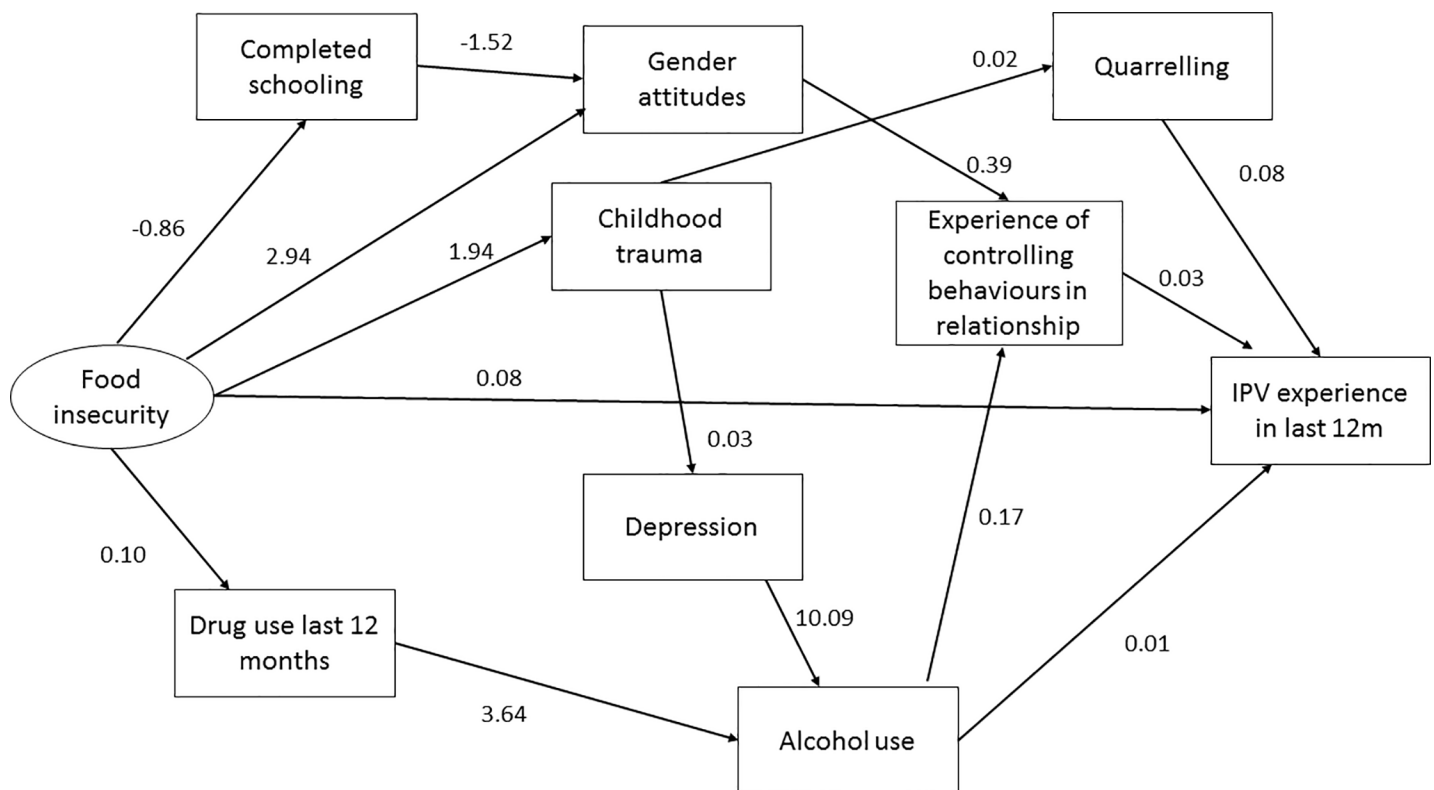 Completed
schooling
-1.52
Gender
attitudes
0.02
Quarrelling
-0.86
2.94
1.94
Childhood
trauma
0.39
Experience of
controlling
behaviours in
relationship
0.08
0.03
Food
insecurity
0.08
IPV experience
in last 12m
0.03
0.10
Depression
0.17
Drug use last 12
months
10.09
0.01
3.64
Alcohol use